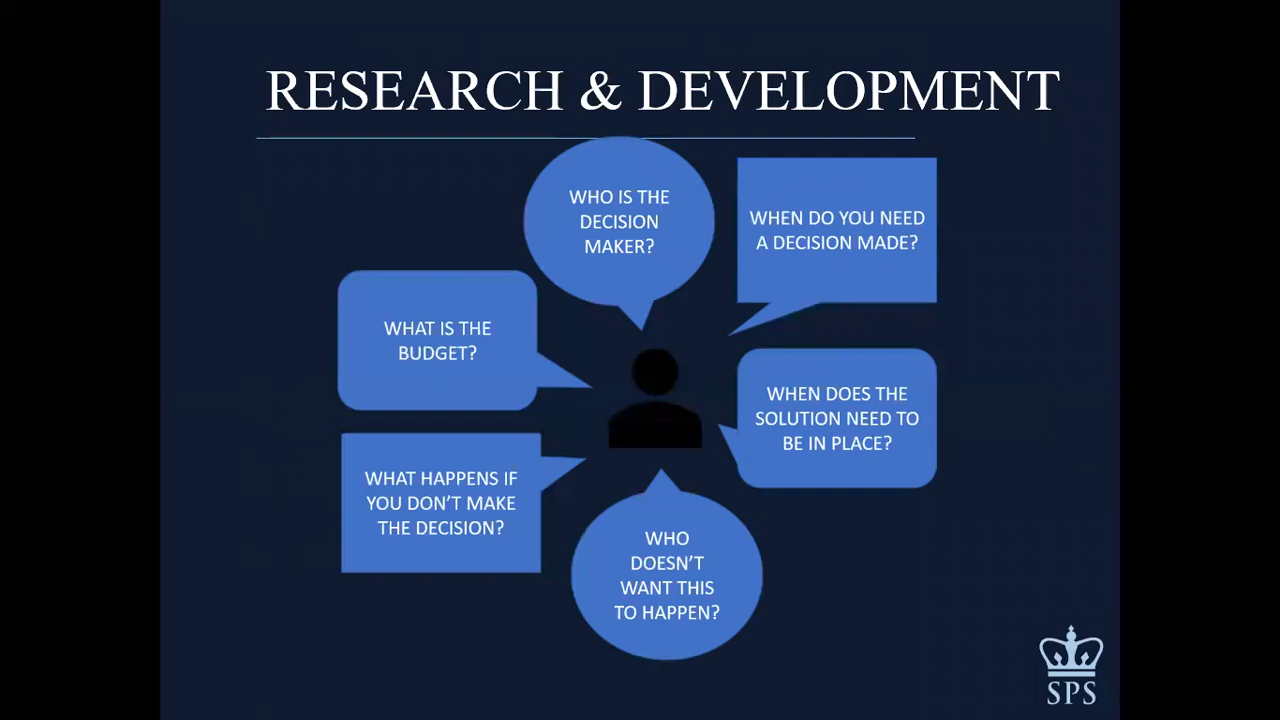 RESEARCH & DEVELOPMENT
WHO IS THE
DECISION
MAKER?
WHEN DO YOU NEED
A DECISION MADE?
WHAT IS THE
BUDGET?
WHEN DOES THE
SOLUTION NEED TO
BE IN PLACE?
WHAT HAPPENS IF
YOU DON'T MAKE
THE DECISION?
WHO
DOESN'T
WANT THIS
TO HAPPEN?
SPS